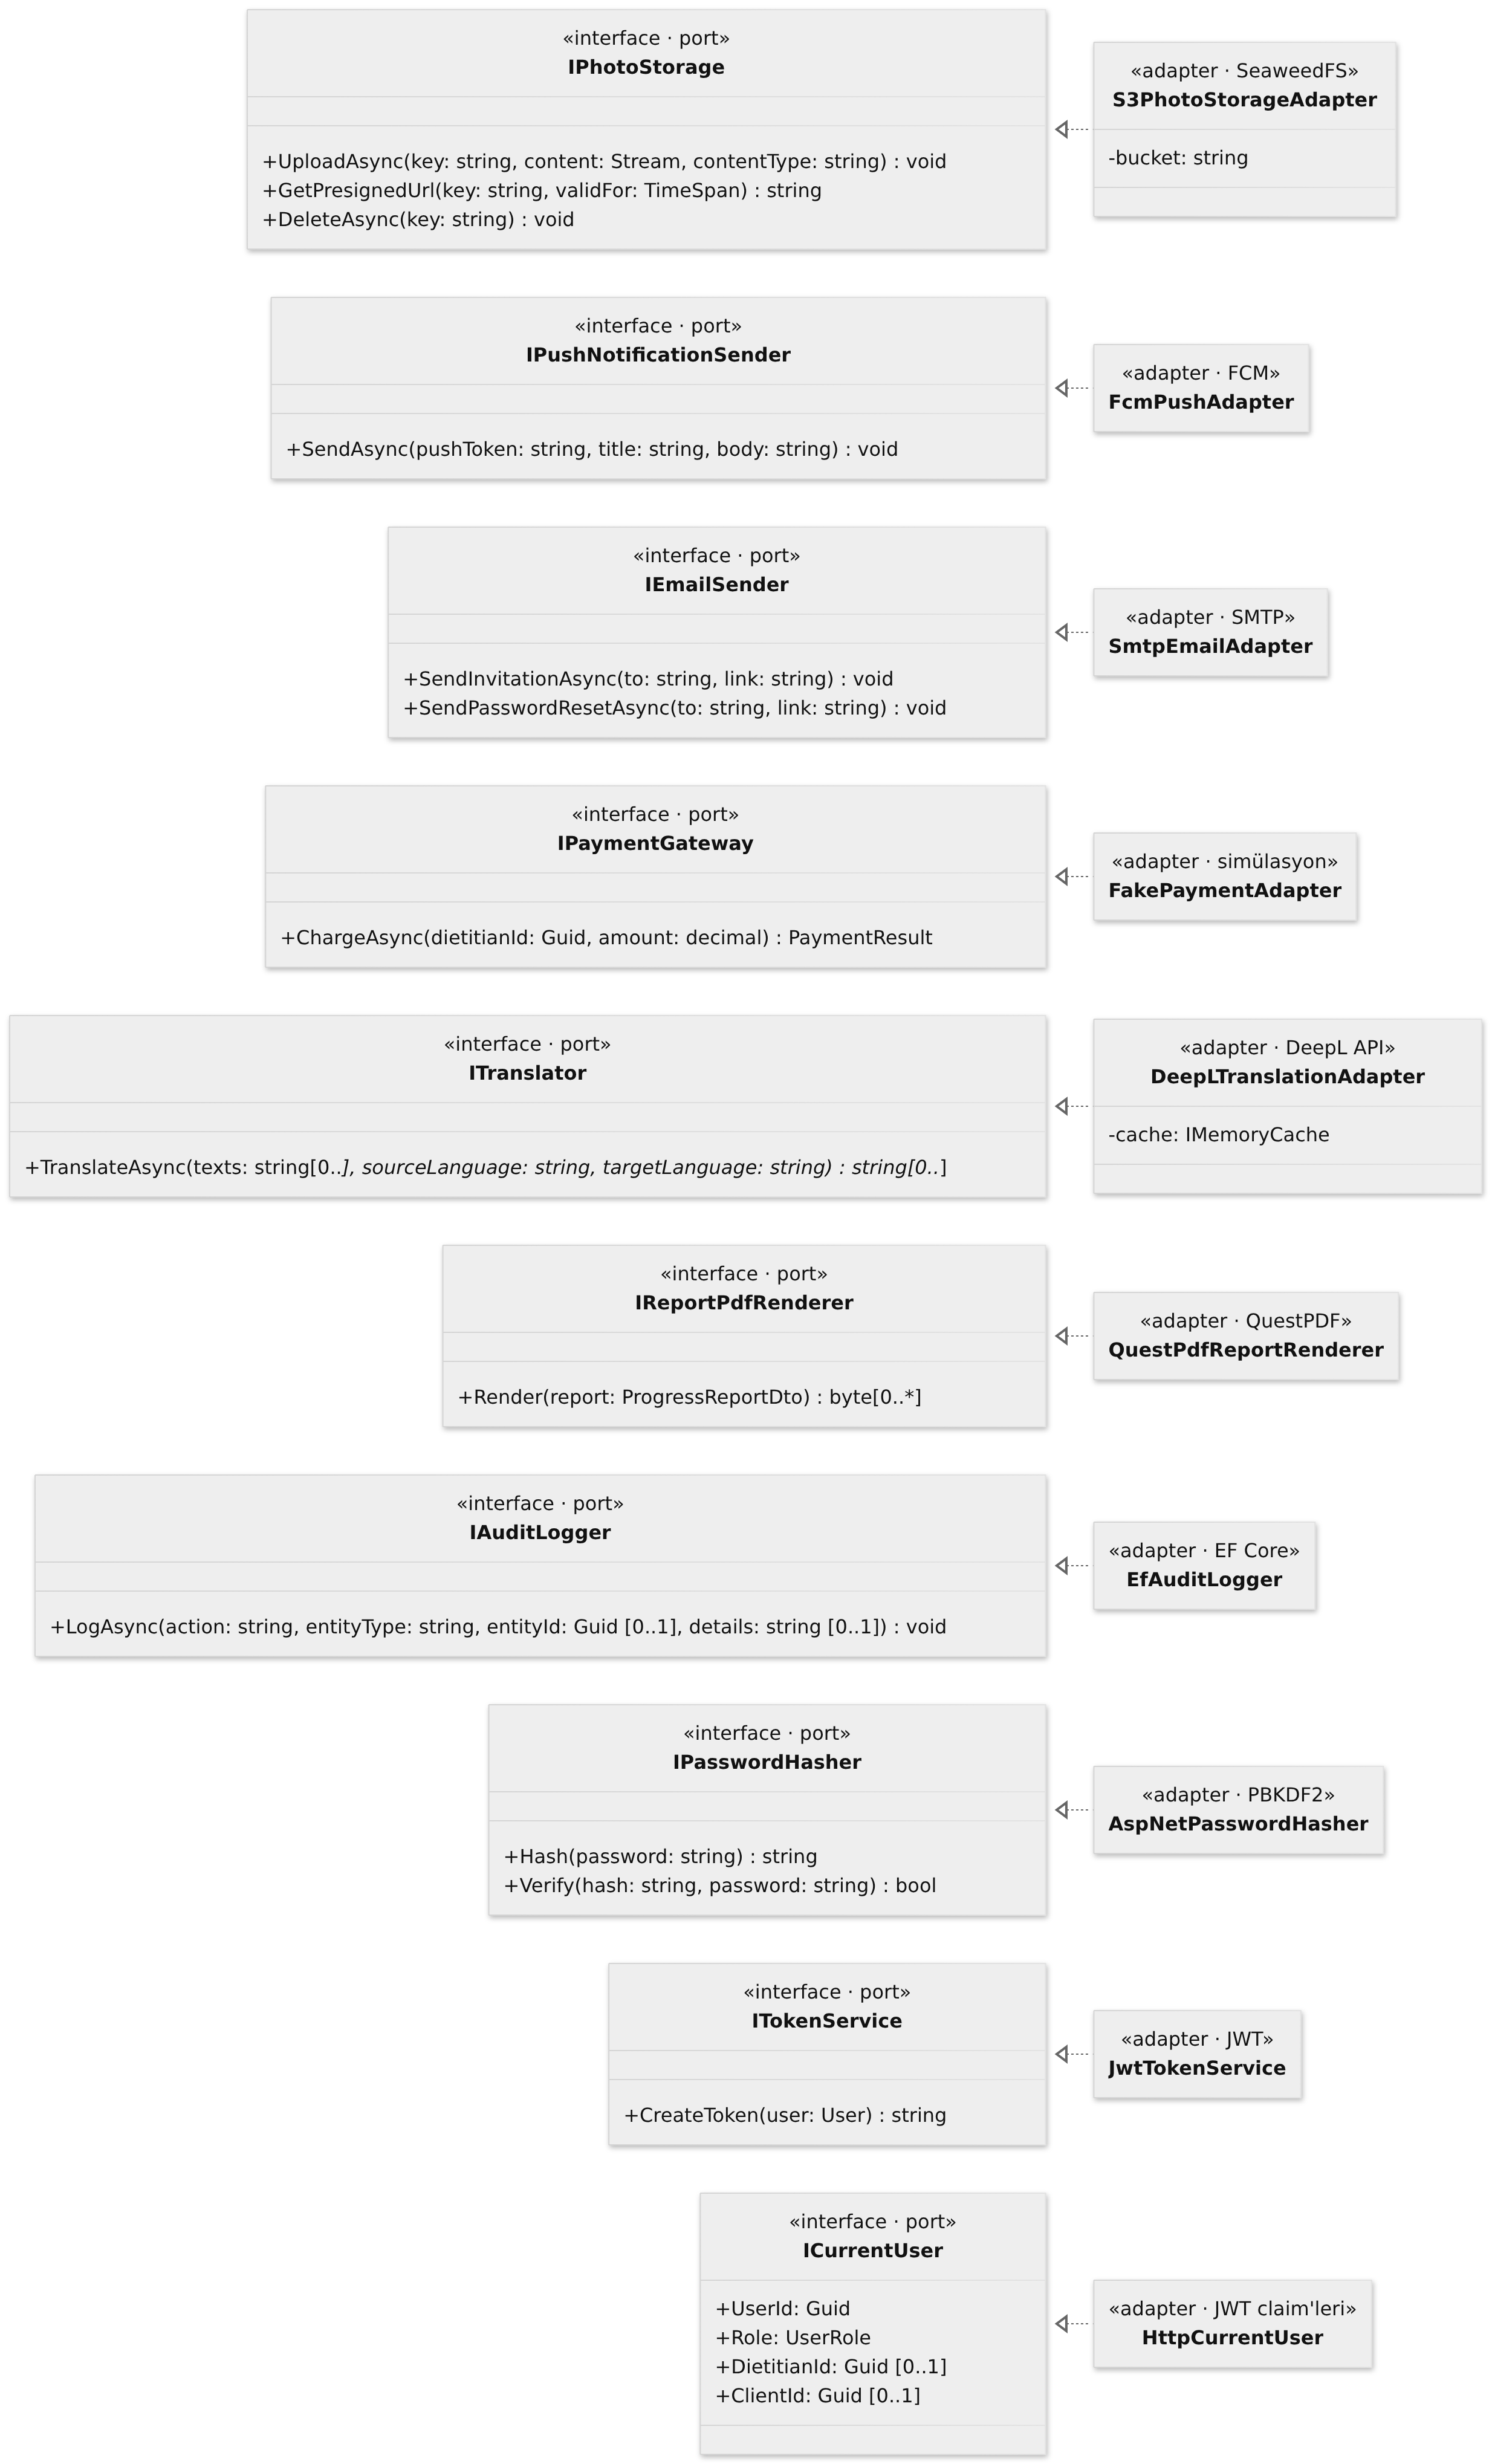 «interface · port»
IPhotoStorage
+UploadAsync(key: string, content: Stream, contentType: string) : void
+GetPresignedUrl(key: string, validFor: TimeSpan) : string
+DeleteAsync(key: string) : void
«adapter · SeaweedFS»
S3PhotoStorageAdapter
-bucket: string
«interface · port»
IPushNotificationSender
+SendAsync(pushToken: string, title: string, body: string) : void
«adapter · FCM»
FcmPushAdapter
«interface · port»
IEmailSender
+SendInvitationAsync(to: string, link: string) : void
+SendPasswordResetAsync(to: string, link: string) : void
«adapter · SMTP»
SmtpEmailAdapter
«interface · port»
IPaymentGateway
+ChargeAsync(dietitianId: Guid, amount: decimal) : PaymentResult
«adapter · simülasyon»
FakePaymentAdapter
«interface · port»
ITranslator
+TranslateAsync(texts: string[0..], sourceLanguage: string, targetLanguage: string) : string[0..]
«adapter · DeepL API»
DeepLTranslationAdapter
-cache: IMemoryCache
«interface · port»
IReportPdfRenderer
+Render(report: ProgressReportDto) : byte[0..*]
«adapter · QuestPDF»
QuestPdfReportRenderer
«interface · port»
IAuditLogger
+LogAsync(action: string, entityType: string, entityId: Guid [0..1], details: string [0..1]) : void
«adapter · EF Core»
EfAuditLogger
«interface · port»
IPasswordHasher
+Hash(password: string) : string
+Verify(hash: string, password: string) : bool
«adapter · PBKDF2»
AspNetPasswordHasher
«interface · port»
ITokenService
+CreateToken(user: User) : string
«adapter · JWT»
JwtTokenService
«interface · port»
ICurrentUser
+UserId: Guid
+Role: UserRole
+DietitianId: Guid [0..1]
+ClientId: Guid [0..1]
«adapter · JWT claim'leri»
HttpCurrentUser